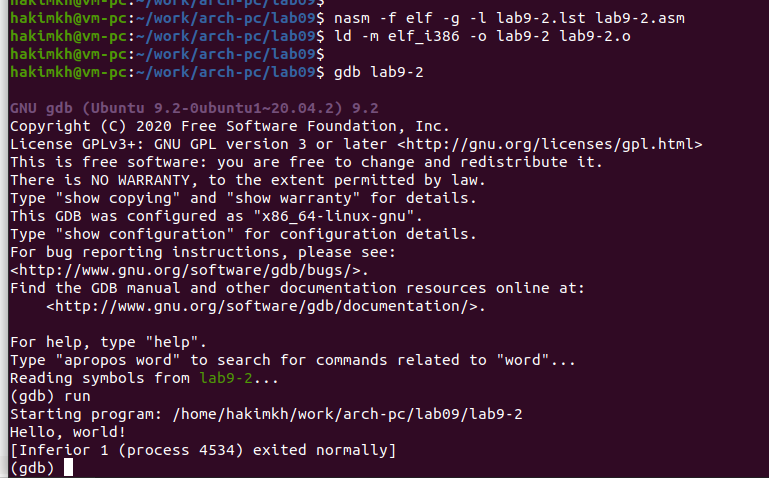 hakimkh@vm-pc:~/work/arch-pc/lab09$
hakimkh@vm-pc:~/work/arch-pc/lab09$ nasm -f elf -g -l lab9-2.lst lab9-2.asm
hakimkh@vm-pc:~/work/arch-pc/lab09$ ld -m elf_i386 -o lab9-2 lab9-2.o
hakimkh@vm-pc:~/work/arch-pc/lab09$
hakimkh@vm-pc:~/work/arch-pc/lab09$ gdb lab9-2
GNU gdb (Ubuntu 9.2-0ubuntu1~20.04.2) 9.2
Copyright (C) 2020 Free Software Foundation, Inc.
License GPLv3+: GNU GPL version 3 or later <http://gnu.org/licenses/gpl.html>
This is free software: you are free to change and redistribute it.
There is NO WARRANTY, to the extent permitted by law.
Type "show copying" and "show warranty" for details.
This GDB was configured as "x86_64-linux-gnu".
Type "show configuration" for configuration details.
For bug reporting instructions, please see:
<http://www.gnu.org/software/gdb/bugs/>.
Find the GDB manual and other documentation resources online at:
    <http://www.gnu.org/software/gdb/documentation/>.
For help, type "help".
Type "apropos word" to search for commands related to "word"...
Reading symbols from lab9-2...
(gdb) run
Starting program: /home/hakimkh/work/arch-pc/lab09/lab9-2
Hello, world!
[Inferior 1 (process 4534) exited normally]
(gdb)